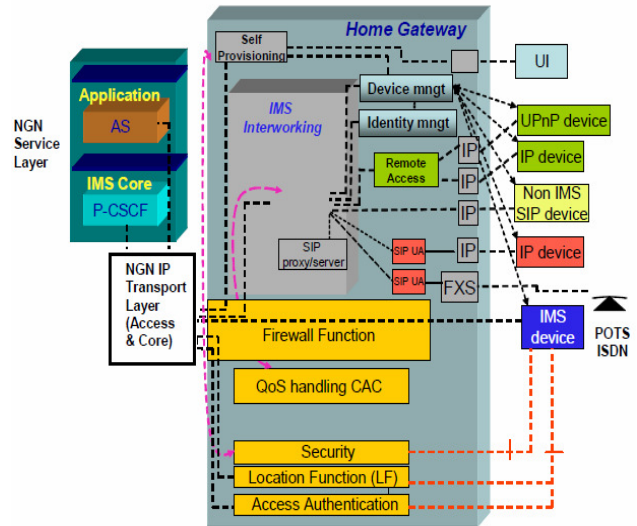 Home Gateway
Self
Provisioning
UI
Application
AS
IMS Core
P-CSCF
NGN
Service
Layer
IMS
Interworking
Device mngt
Identity mngt
Remote
Access
IP
IP
IP
IP
FXS
UPnP device
IP device
Non IMS
SIP device
IP device
SIP
proxy/server
SIP UA
SIP UA
NGN IP
Transport
Layer
(Access
& Core)
Firewall Function
IMS
device
POTS
ISDN
QoS handling CAC
Security
Location Function (LF)
Access Authentication